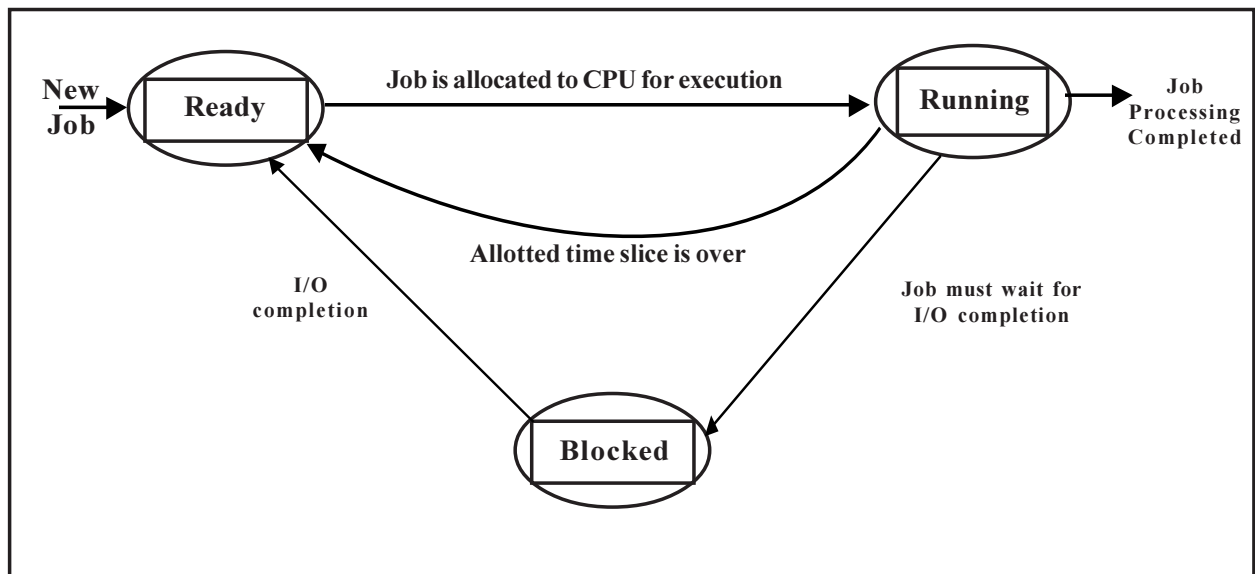 New
Job
Ready
Job is allocated to CPU for execution
Running
Job
Processing
Completed
Allotted time slice is over
I/O
completion
Job must wait for
I/O completion
Blocked